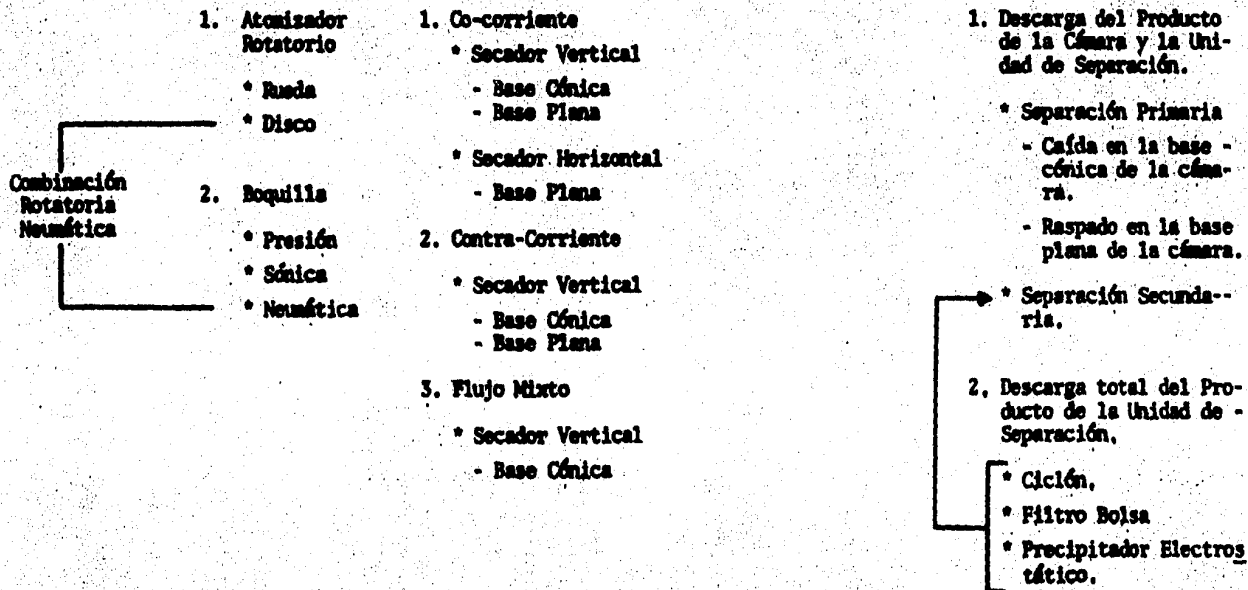 Combinación
Rotatoria
Neumática
1. Atomizador
Rotatorio
* Rueda
* Disco
2. Boquilla
* Presión
* Sónica
* Neumática
1. Co-corriente
* Secador Vertical
- Base Cónica
- Base Plana
* Secador Horizontal
- Base Plana
2. Contra-Corriente
* Secador Vertical
- Base Cónica
- Base Plana
3. Flujo Mixto
* Secador Vertical
- Base Cónica
1. Descarga del Producto
de la Cámara y la Uni-
dad de Separación.
* Separación Primaria
- Caída en la base -
cónica de la cáma-
ra.
- Raspado en la base
plana de la cámara.
* Separación Secunda--
ria.
2. Descarga total del Pro-
ducto de la Unidad de -
Separación.
* Ciclón.
* Filtro Bolsa
* Precipitador Electros
tático.